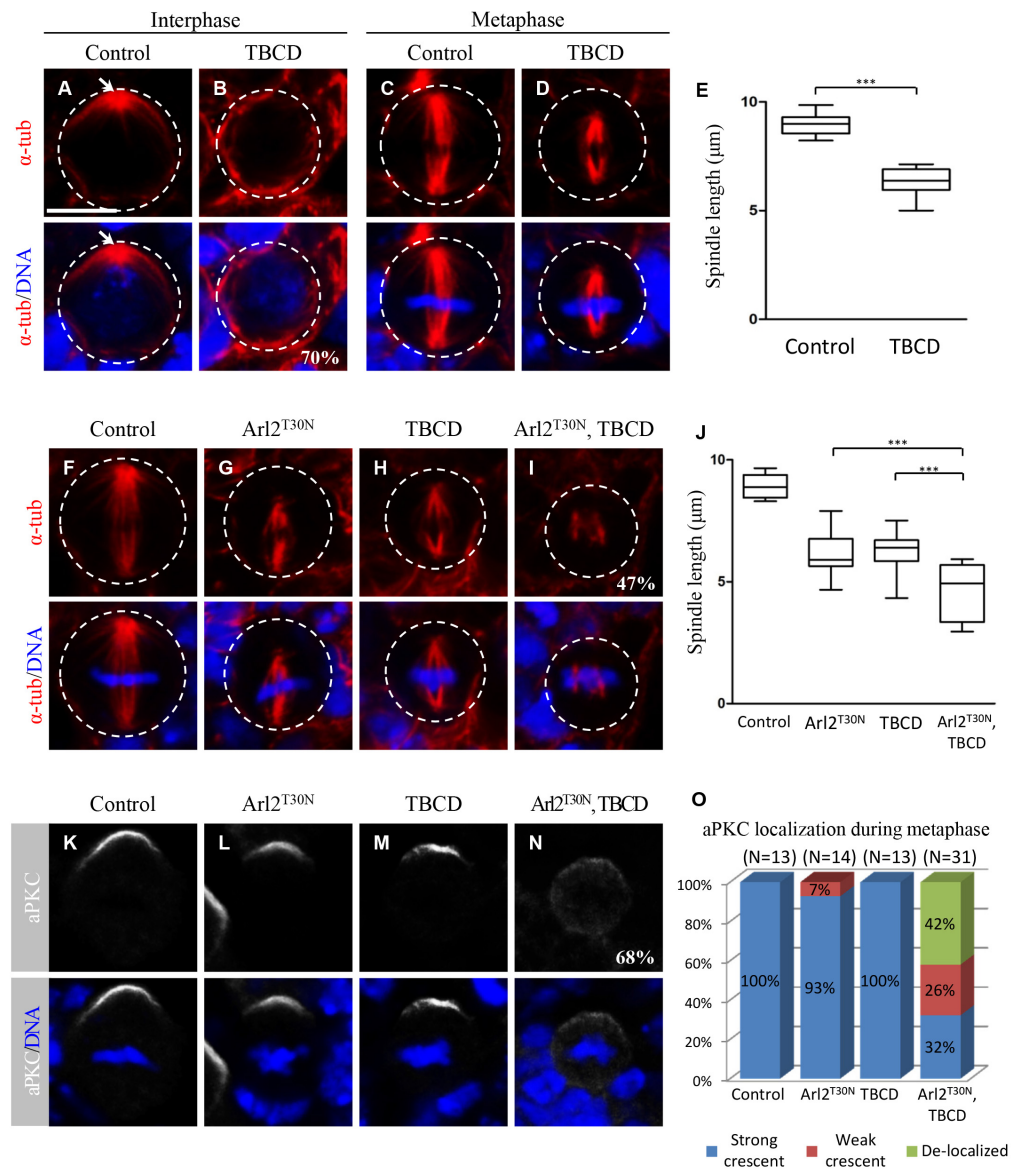 Interphase Metaphase
Control TBCD Control TBCD
A B C D E
α-tub
α-tub/DNA
70%
Spindle length (μm)
10
5
0
***
Control TBCD
Control Arl2T30N TBCD Arl2T30N, TBCD
F G H I J
α-tub
47%
α-tub/DNA
Spindle length (μm)
10
5
0
***
***
Control Arl2T30N TBCD Arl2T30N,
TBCD
Control Arl2T30N TBCD Arl2T30N, TBCD
K L M N O
aPKC
68%
aPKC/DNA
aPKC localization during metaphase
(N=13) (N=14) (N=13) (N=31)
100%
80%
60%
40%
20%
0%
100%
7%
93%
100%
42%
26%
32%
Control Arl2T30N TBCD Arl2T30N,
TBCD
Strong
crescent
Weak
crescent
De-localized